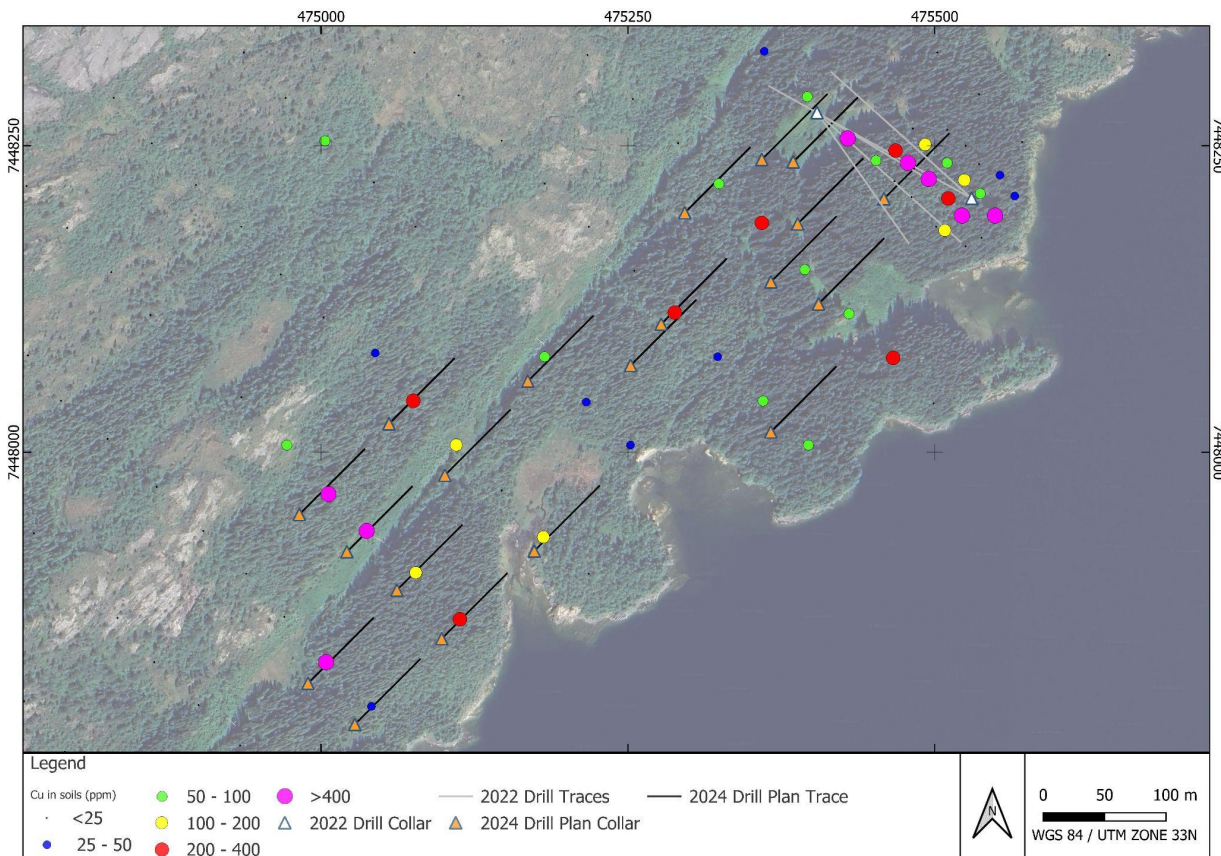 475000 475250 475500
7448250 7448250
7448000 7448000
Legend
Cu in soils (ppm)
<25
25 - 50
50 - 100
100 - 200
200 - 400
>400
2022 Drill Collar
2022 Drill Traces
2024 Drill Plan Collar
2024 Drill Plan Trace
N
0 50 100 m
WGS 84 / UTM ZONE 33N